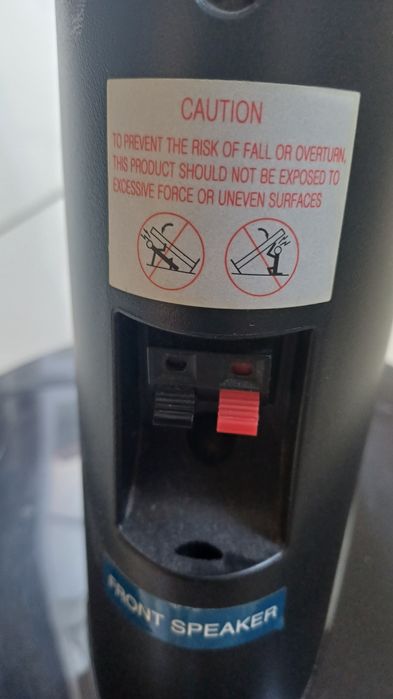 CAUTION
TO PREVENT THE RISK OF FALL OR OVERTURN,
THIS PRODUCT SHOULD NOT BE EXPOSED TO
EXCESSIVE FORCE OR UNEVEN SURFACES
FRONT SPEAKER